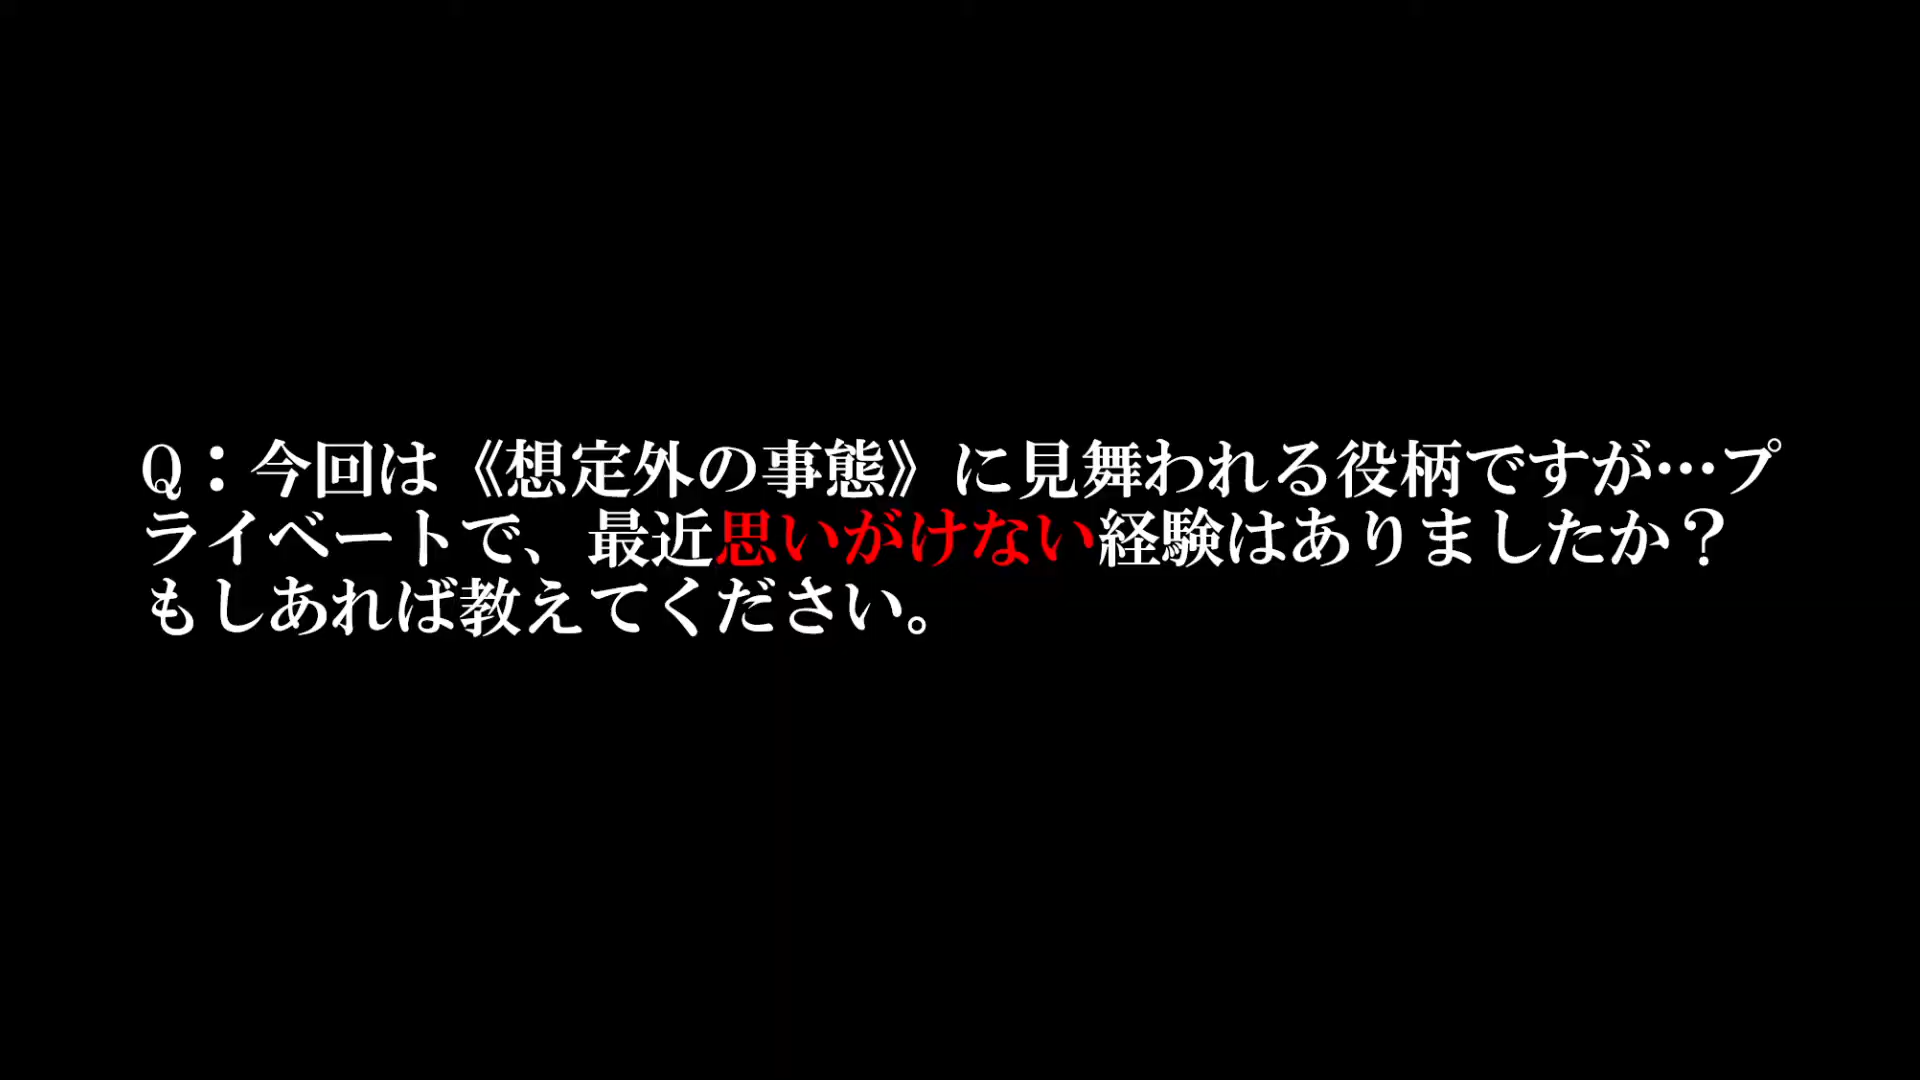 Q：今回は《想定外の事態》に見舞われる役柄ですが…プ
ライベートで、最近思いがけない経験はありましたか？
もしあれば教えてください。